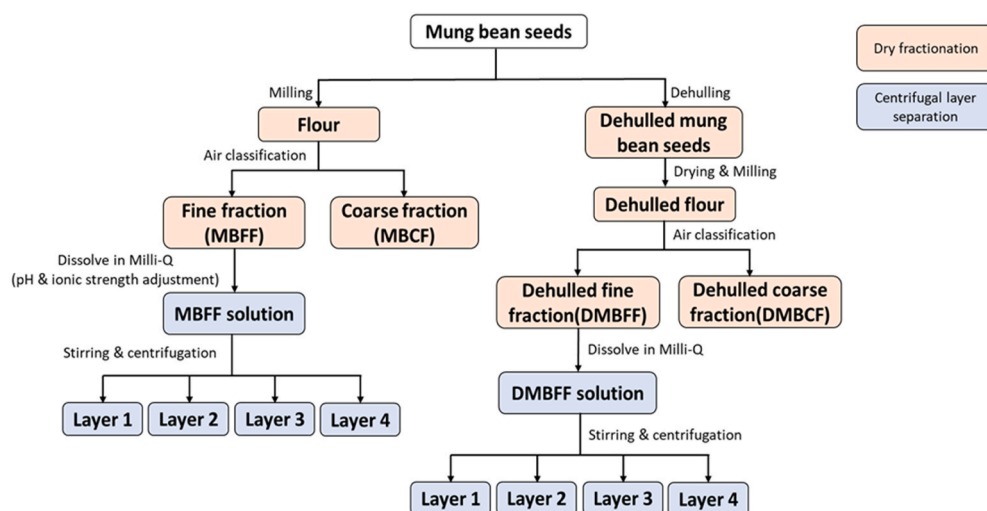 Mung bean seeds
Dry fractionation
Centrifugal layer
separation
Milling
Dehulling
Flour
Dehulled mung
bean seeds
Air classification
Drying & Milling
Fine fraction
(MBFF)
Coarse fraction
(MBCF)
Dehulled flour
Air classification
Dissolve in Milli-Q
(pH & ionic strength adjustment)
Dehulled fine
fraction(DMBFF)
Dehulled coarse
fraction(DMBCF)
MBFF solution
Dissolve in Milli-Q
Stirring & centrifugation
DMBFF solution
Layer 1
Layer 2
Layer 3
Layer 4
Stirring & centrifugation
Layer 1
Layer 2
Layer 3
Layer 4